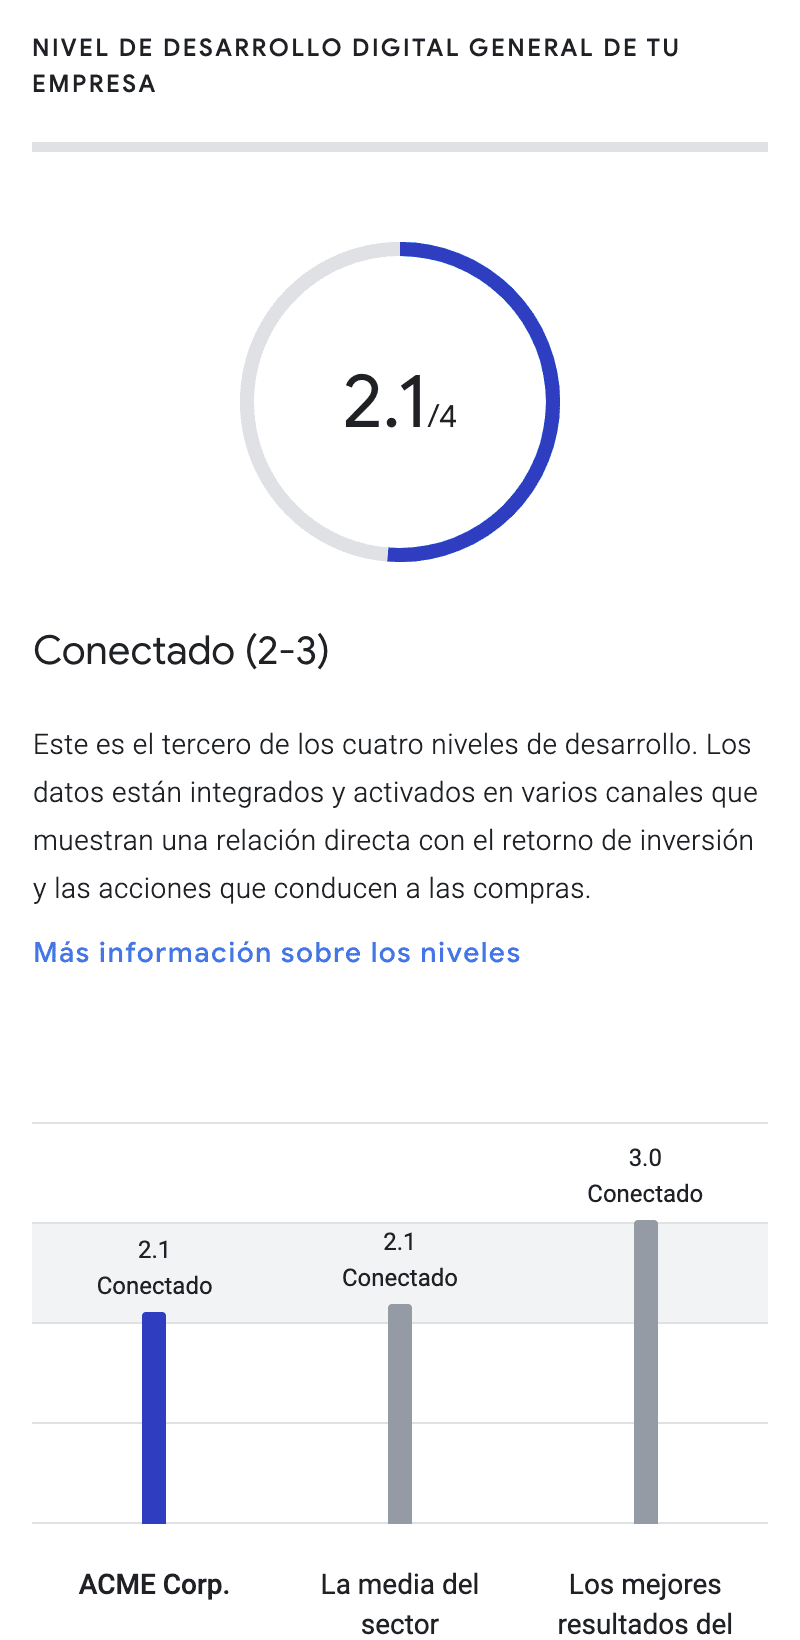 NIVEL DE DESARROLLO DIGITAL GENERAL DE TU
EMPRESA
2.1/4
Conectado (2-3)
Este es el tercero de los cuatro niveles de desarrollo. Los
datos están integrados y activados en varios canales que
muestran una relación directa con el retorno de inversión
y las acciones que conducen a las compras.
Más información sobre los niveles
2.1
Conectado
2.1
Conectado
3.0
Conectado
ACME Corp.
La media del
sector
Los mejores
resultados del